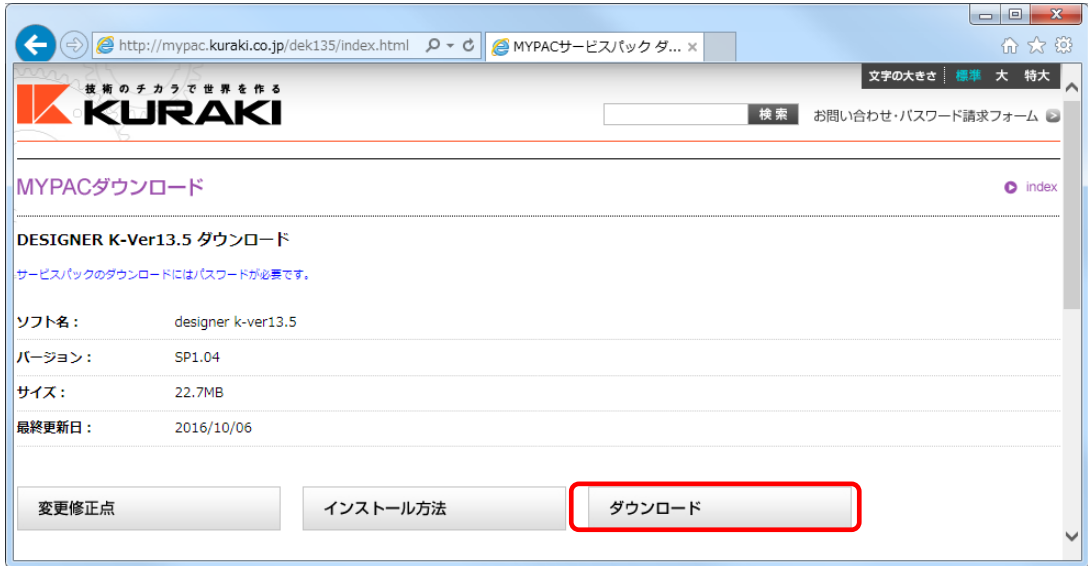 http://mypac.kuraki.co.jp/dek135/index.html
MYPACサービスパック ダ...
文字の大きさ 標準 大 特大
技術のチカラで世界を作る
KURAKI
検索
お問い合わせ・パスワード請求フォーム
MYPACダウンロード
index
DESIGNER K-Ver13.5 ダウンロード
サービスパックのダウンロードにはパスワードが必要です。
ソフト名： designer k-ver13.5
バージョン： SP1.04
サイズ： 22.7MB
最終更新日： 2016/10/06
変更修正点 インストール方法 ダウンロード